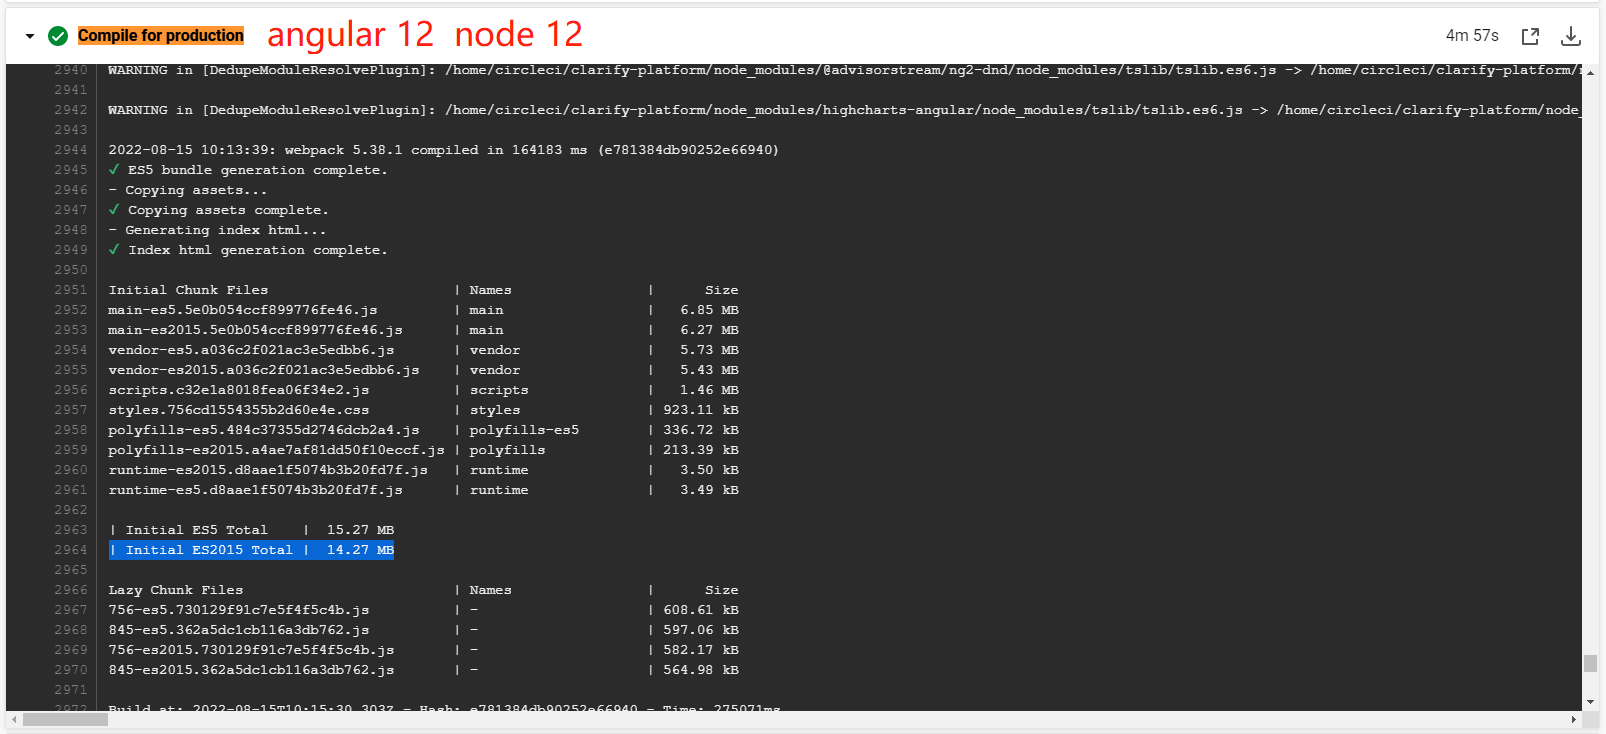 Compile for production angular 12 node 12 4m 57s
2940 WARNING in [DedupeModuleResolvePlugin]: /home/circleci/clarify-platform/node_modules/@advisorstream/ng2-dnd/node_modules/tslib/tslib.es6.js -> /home/circleci/clarify-platform/
2941
2942 WARNING in [DedupeModuleResolvePlugin]: /home/circleci/clarify-platform/node_modules/highcharts-angular/node_modules/tslib/tslib.es6.js -> /home/circleci/clarify-platform/node_
2943
2944 2022-08-15 10:13:39: webpack 5.38.1 compiled in 164183 ms (e781384db90252e66940)
2945 ✓ ES5 bundle generation complete.
2946 - Copying assets...
2947 ✓ Copying assets complete.
2948 - Generating index html...
2949 ✓ Index html generation complete.
2950
2951 Initial Chunk Files | Names | Size
2952 main-es5.5e0b054ccf899776fe46.js | main | 6.85 MB
2953 main-es2015.5e0b054ccf899776fe46.js | main | 6.27 MB
2954 vendor-es5.a036c2f021ac3e5edbb6.js | vendor | 5.73 MB
2955 vendor-es2015.a036c2f021ac3e5edbb6.js | vendor | 5.43 MB
2956 scripts.c32e1a8018fea06f34e2.js | scripts | 1.46 MB
2957 styles.756cd1554355b2d60e4e.css | styles | 923.11 kB
2958 polyfills-es5.484c37355d2746dcb2a4.js | polyfills-es5 | 336.72 kB
2959 polyfills-es2015.a4ae7af81dd50f10eccf.js | polyfills | 213.39 kB
2960 runtime-es2015.d8aae1f5074b3b20fd7f.js | runtime | 3.50 kB
2961 runtime-es5.d8aae1f5074b3b20fd7f.js | runtime | 3.49 kB
2962
2963 | Initial ES5 Total | 15.27 MB
2964 | Initial ES2015 Total | 14.27 MB
2965
2966 Lazy Chunk Files | Names | Size
2967 756-es5.730129f91c7e5f4f5c4b.js | - | 608.61 kB
2968 845-es5.362a5dc1cb116a3db762.js | - | 597.06 kB
2969 756-es2015.730129f91c7e5f4f5c4b.js | - | 582.17 kB
2970 845-es2015.362a5dc1cb116a3db762.js | - | 564.98 kB
2971
2972 Build at: 2022-08-15T10:15:30.303Z - Hash: e781384db90252e66940 - Time: 275071ms